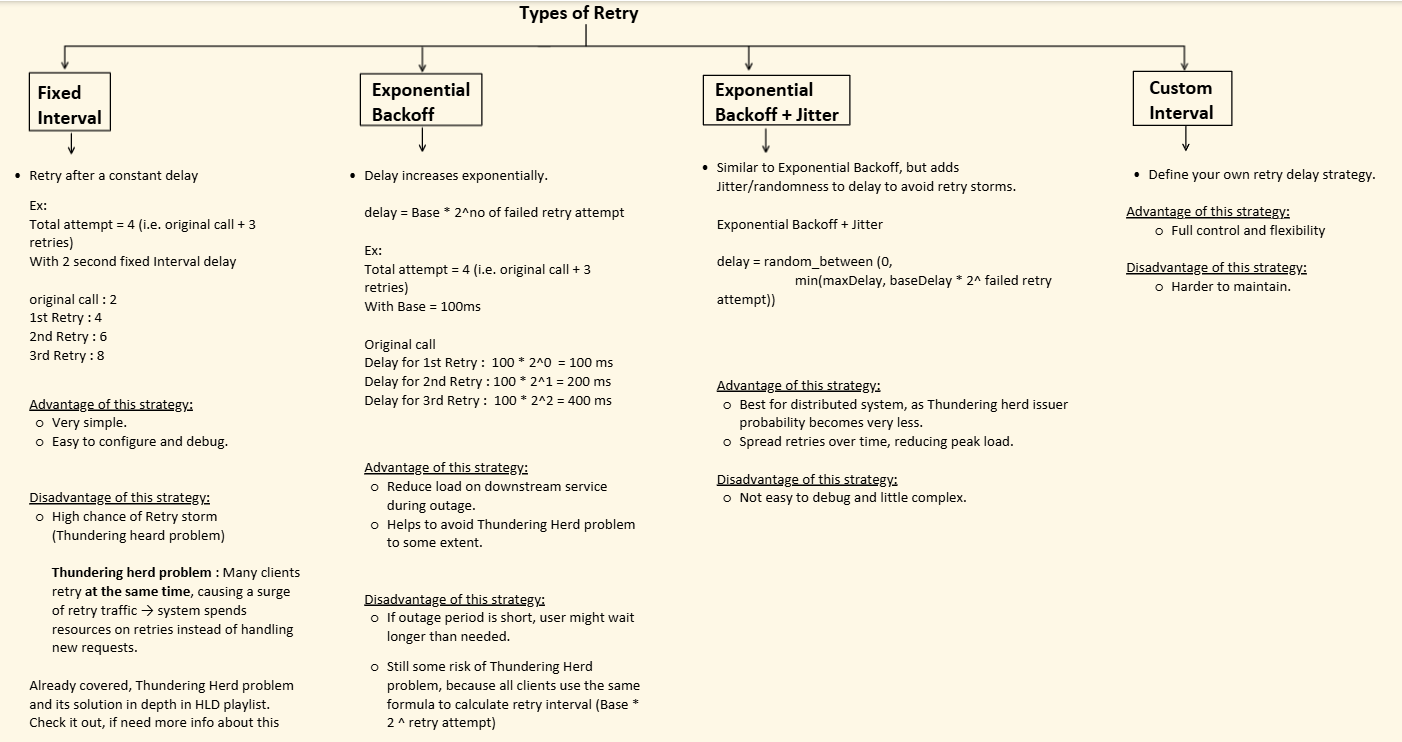 Types of Retry
Fixed
Interval
• Retry after a constant delay
Ex:
Total attempt = 4 (i.e. original call + 3
retries)
With 2 second fixed Interval delay
original call : 2
1st Retry : 4
2nd Retry : 6
3rd Retry : 8
Advantage of this strategy:
o Very simple.
o Easy to configure and debug.
Disadvantage of this strategy:
o High chance of Retry storm
(Thundering heard problem)
Thundering herd problem : Many clients
retry at the same time, causing a surge
of retry traffic → system spends
resources on retries instead of handling
new requests.
Already covered, Thundering Herd problem
and its solution in depth in HLD playlist.
Check it out, if need more info about this
Exponential
Backoff
• Delay increases exponentially.
delay = Base * 2^no of failed retry attempt
Ex:
Total attempt = 4 (i.e. original call + 3
retries)
With Base = 100ms
Original call
Delay for 1st Retry : 100 * 2^0 = 100 ms
Delay for 2nd Retry : 100 * 2^1 = 200 ms
Delay for 3rd Retry : 100 * 2^2 = 400 ms
Advantage of this strategy:
o Reduce load on downstream service
during outage.
o Helps to avoid Thundering Herd problem
to some extent.
Disadvantage of this strategy:
o If outage period is short, user might wait
longer than needed.
o Still some risk of Thundering Herd
problem, because all clients use the same
formula to calculate retry interval (Base *
2 ^ retry attempt)
Exponential
Backoff + Jitter
• Similar to Exponential Backoff, but adds
Jitter/randomness to delay to avoid retry storms.
Exponential Backoff + Jitter
delay = random_between (0,
min(maxDelay, baseDelay * 2^ failed retry
attempt))
Advantage of this strategy:
o Best for distributed system, as Thundering herd issuer
probability becomes very less.
o Spread retries over time, reducing peak load.
Disadvantage of this strategy:
o Not easy to debug and little complex.
Custom
Interval
• Define your own retry delay strategy.
Advantage of this strategy:
o Full control and flexibility
Disadvantage of this strategy:
o Harder to maintain.